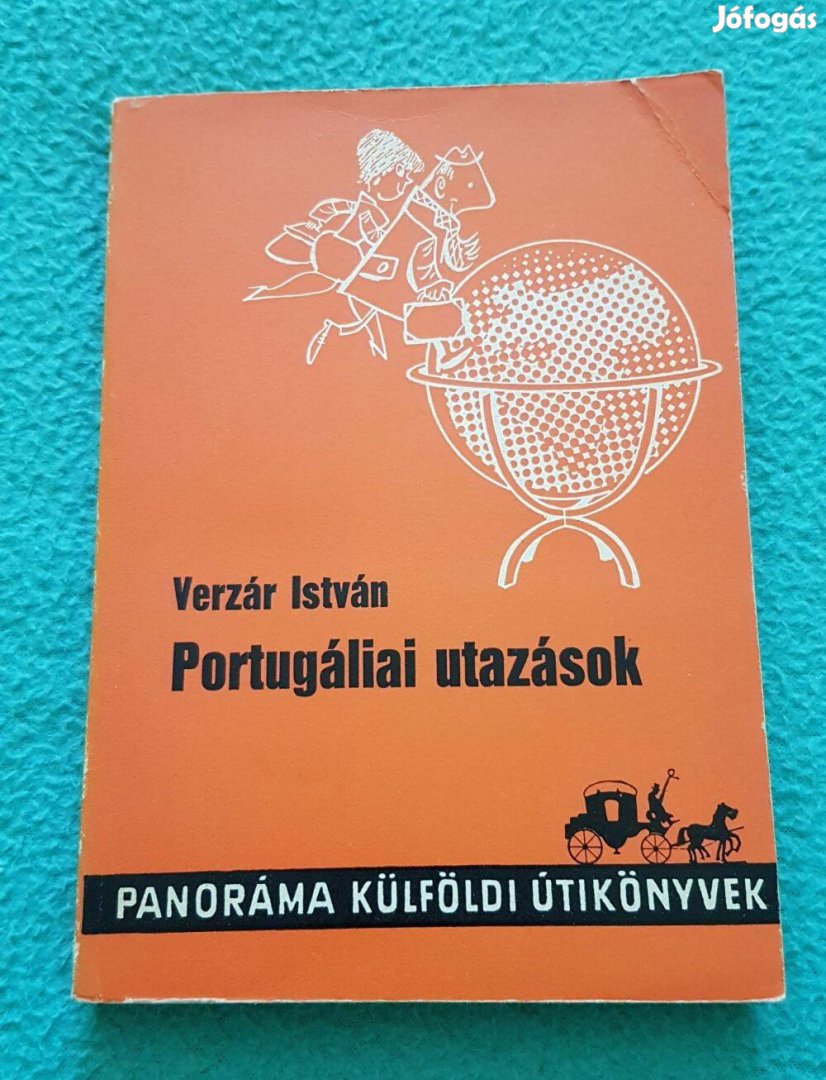 Jófogás
Verzár István
Portugáliai utazások
PANORÁMA KÜLFÖLDI ÚTIKÖNYVEK